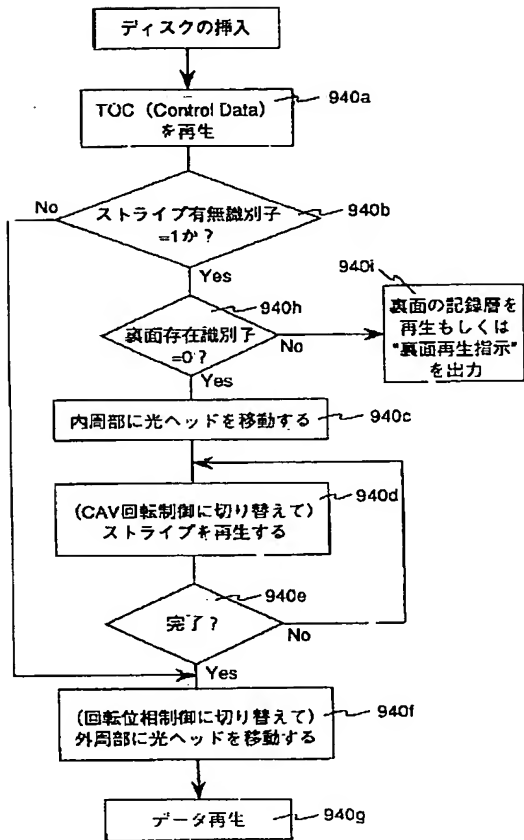 ディスクの挿入
940a
TOC（Control Data）
を再生
No
ストライプ有無識別子
=1か？
940b
Yes
940h
940i
裏面存在識別子
=0？
No
裏面の記録層を
再生もしくは
“裏面再生指示”
を出力
Yes
内周部に光ヘッドを移動する
940c
940d
（CAV回転制御に切り替えて）
ストライプを再生する
940e
完了？
No
Yes
（回転位相制御に切り替えて）
外周部に光ヘッドを移動する
940f
データ再生
940g